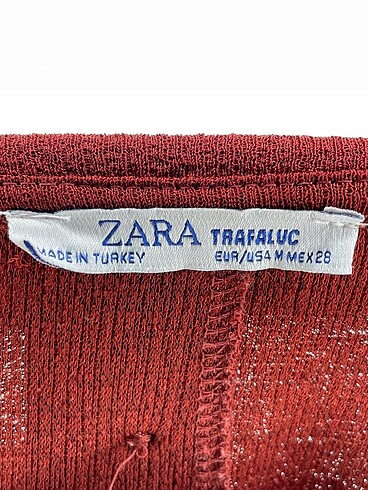 ZARA TRAFALUC
MADE IN TURKEY EUR/USA M MEX 28